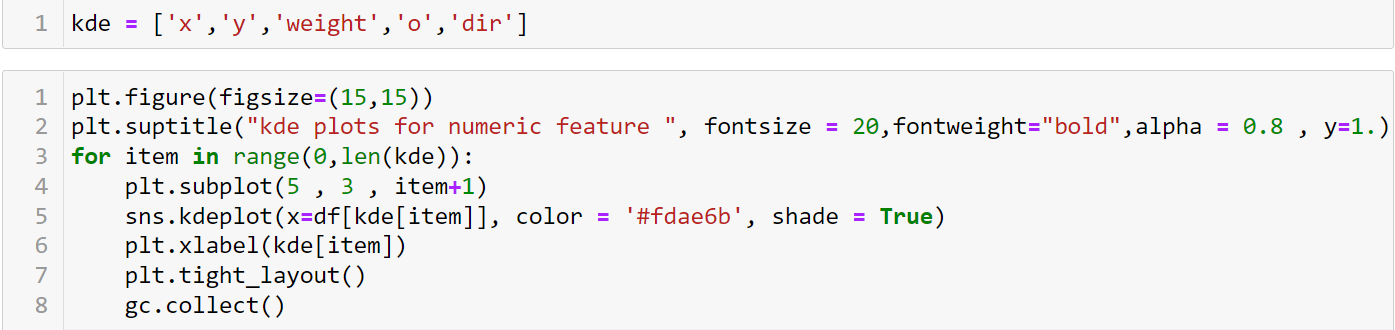 1 kde = ['x','y','weight','o','dir']
1 plt.figure(figsize=(15,15))
2 plt.suptitle("kde plots for numeric feature ", fontsize = 20,fontweight="bold",alpha = 0.8 , y=1.)
3 for item in range(0,len(kde)):
4     plt.subplot(5 , 3 , item+1)
5     sns.kdeplot(x=df[kde[item]], color = '#fdae6b', shade = True)
6     plt.xlabel(kde[item])
7     plt.tight_layout()
8     gc.collect()